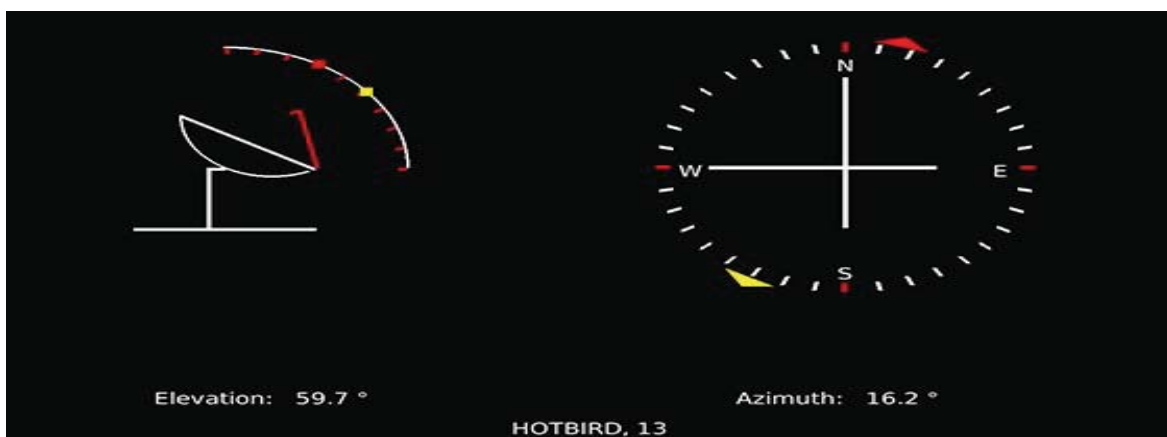 N
W E
S
Elevation: 59.7 °
Azimuth: 16.2 °
HOTBIRD, 13